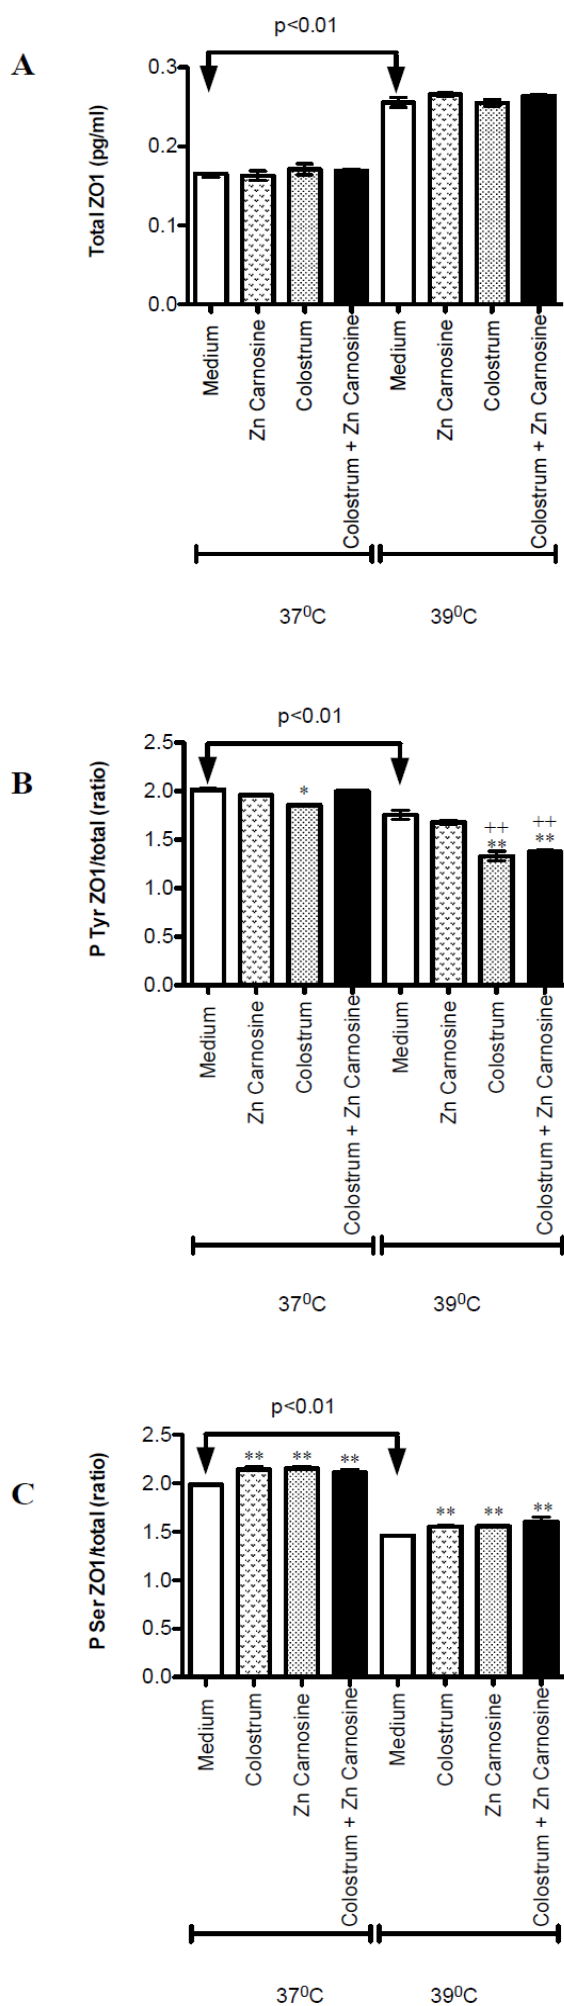 p<0.01
A
Total ZO1 (pg/ml)
0.3
0.2
0.1
0.0
Medium
Zn Carnosine
Colostrum
Colostrum + Zn Carnosine
Medium
Zn Carnosine
Colostrum
Colostrum + Zn Carnosine
37⁰C
39⁰C
p<0.01
B
P Tyr ZO1/total (ratio)
2.5
2.0
1.5
1.0
0.5
0.0
*
++
**
++
**
Medium
Zn Carnosine
Colostrum
Colostrum + Zn Carnosine
Medium
Zn Carnosine
Colostrum
Colostrum + Zn Carnosine
37⁰C
39⁰C
p<0.01
C
P Ser ZO1/total (ratio)
2.5
2.0
1.5
1.0
0.5
0.0
**
**
**
**
**
**
Medium
Colostrum
Zn Carnosine
Colostrum + Zn Carnosine
Medium
Colostrum
Zn Carnosine
Colostrum + Zn Carnosine
37⁰C
39⁰C